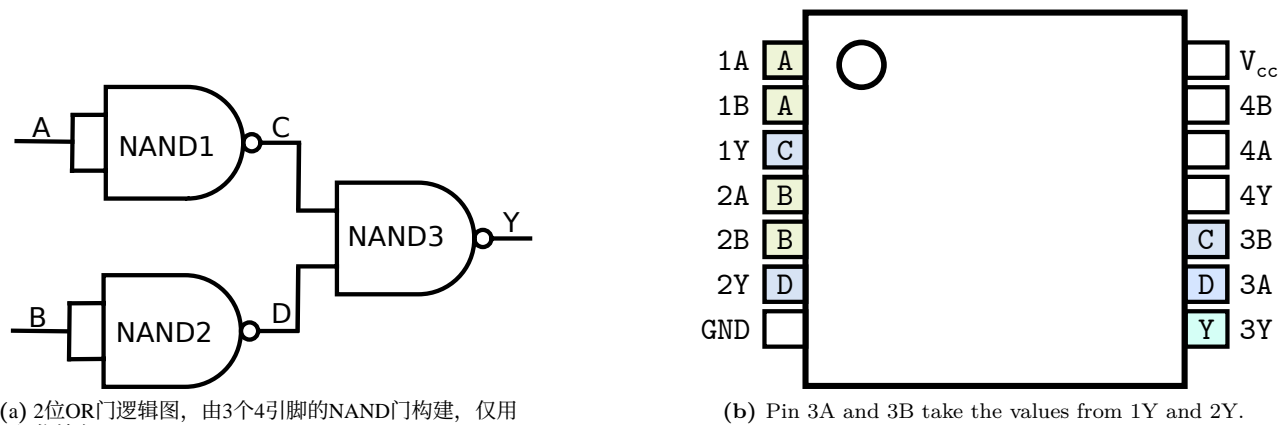 A
NAND1
C
NAND3
Y
B
NAND2
D
(a) 2位OR门逻辑图，由3个4引脚的NAND门构建，仅用
1A A
1B A
1Y C
2A B
2B B
2Y D
GND
Vcc
4B
4A
4Y
C 3B
D 3A
Y 3Y
(b) Pin 3A and 3B take the values from 1Y and 2Y.